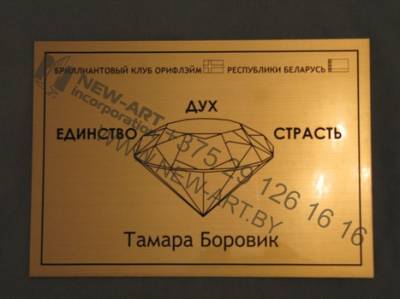 БРИЛЛИАНТОВЫЙ КЛУБ ОРИФЛЭЙМ РЕСПУБЛИКИ БЕЛАРУСЬ
ДУХ
ЕДИНСТВО СТРАСТЬ
Тамара Боровик
NEW-ART
incorporation
+375 29 126 16 16
WWW.NEW-ART.BY